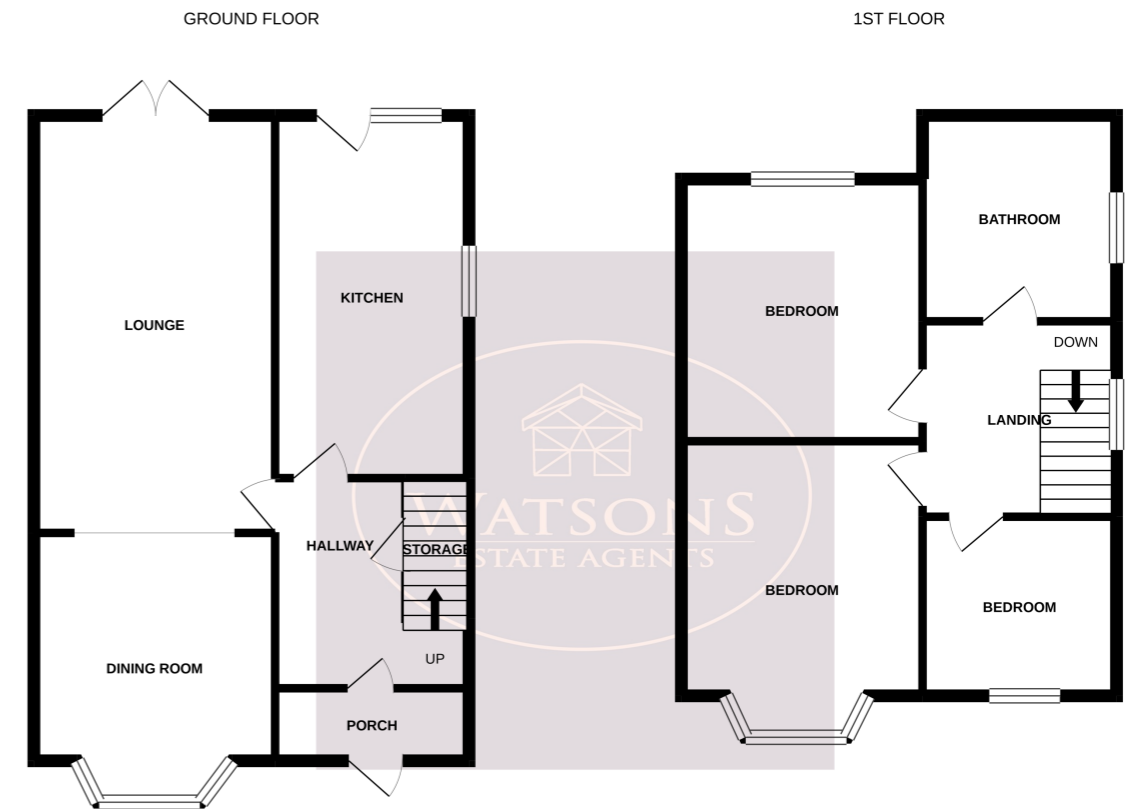 GROUND FLOOR
LOUNGE
KITCHEN
HALLWAY
STORAGE
UP
DINING ROOM
PORCH
1ST FLOOR
BATHROOM
BEDROOM
DOWN
LANDING
BEDROOM
BEDROOM
WATSONS
ESTATE AGENTS